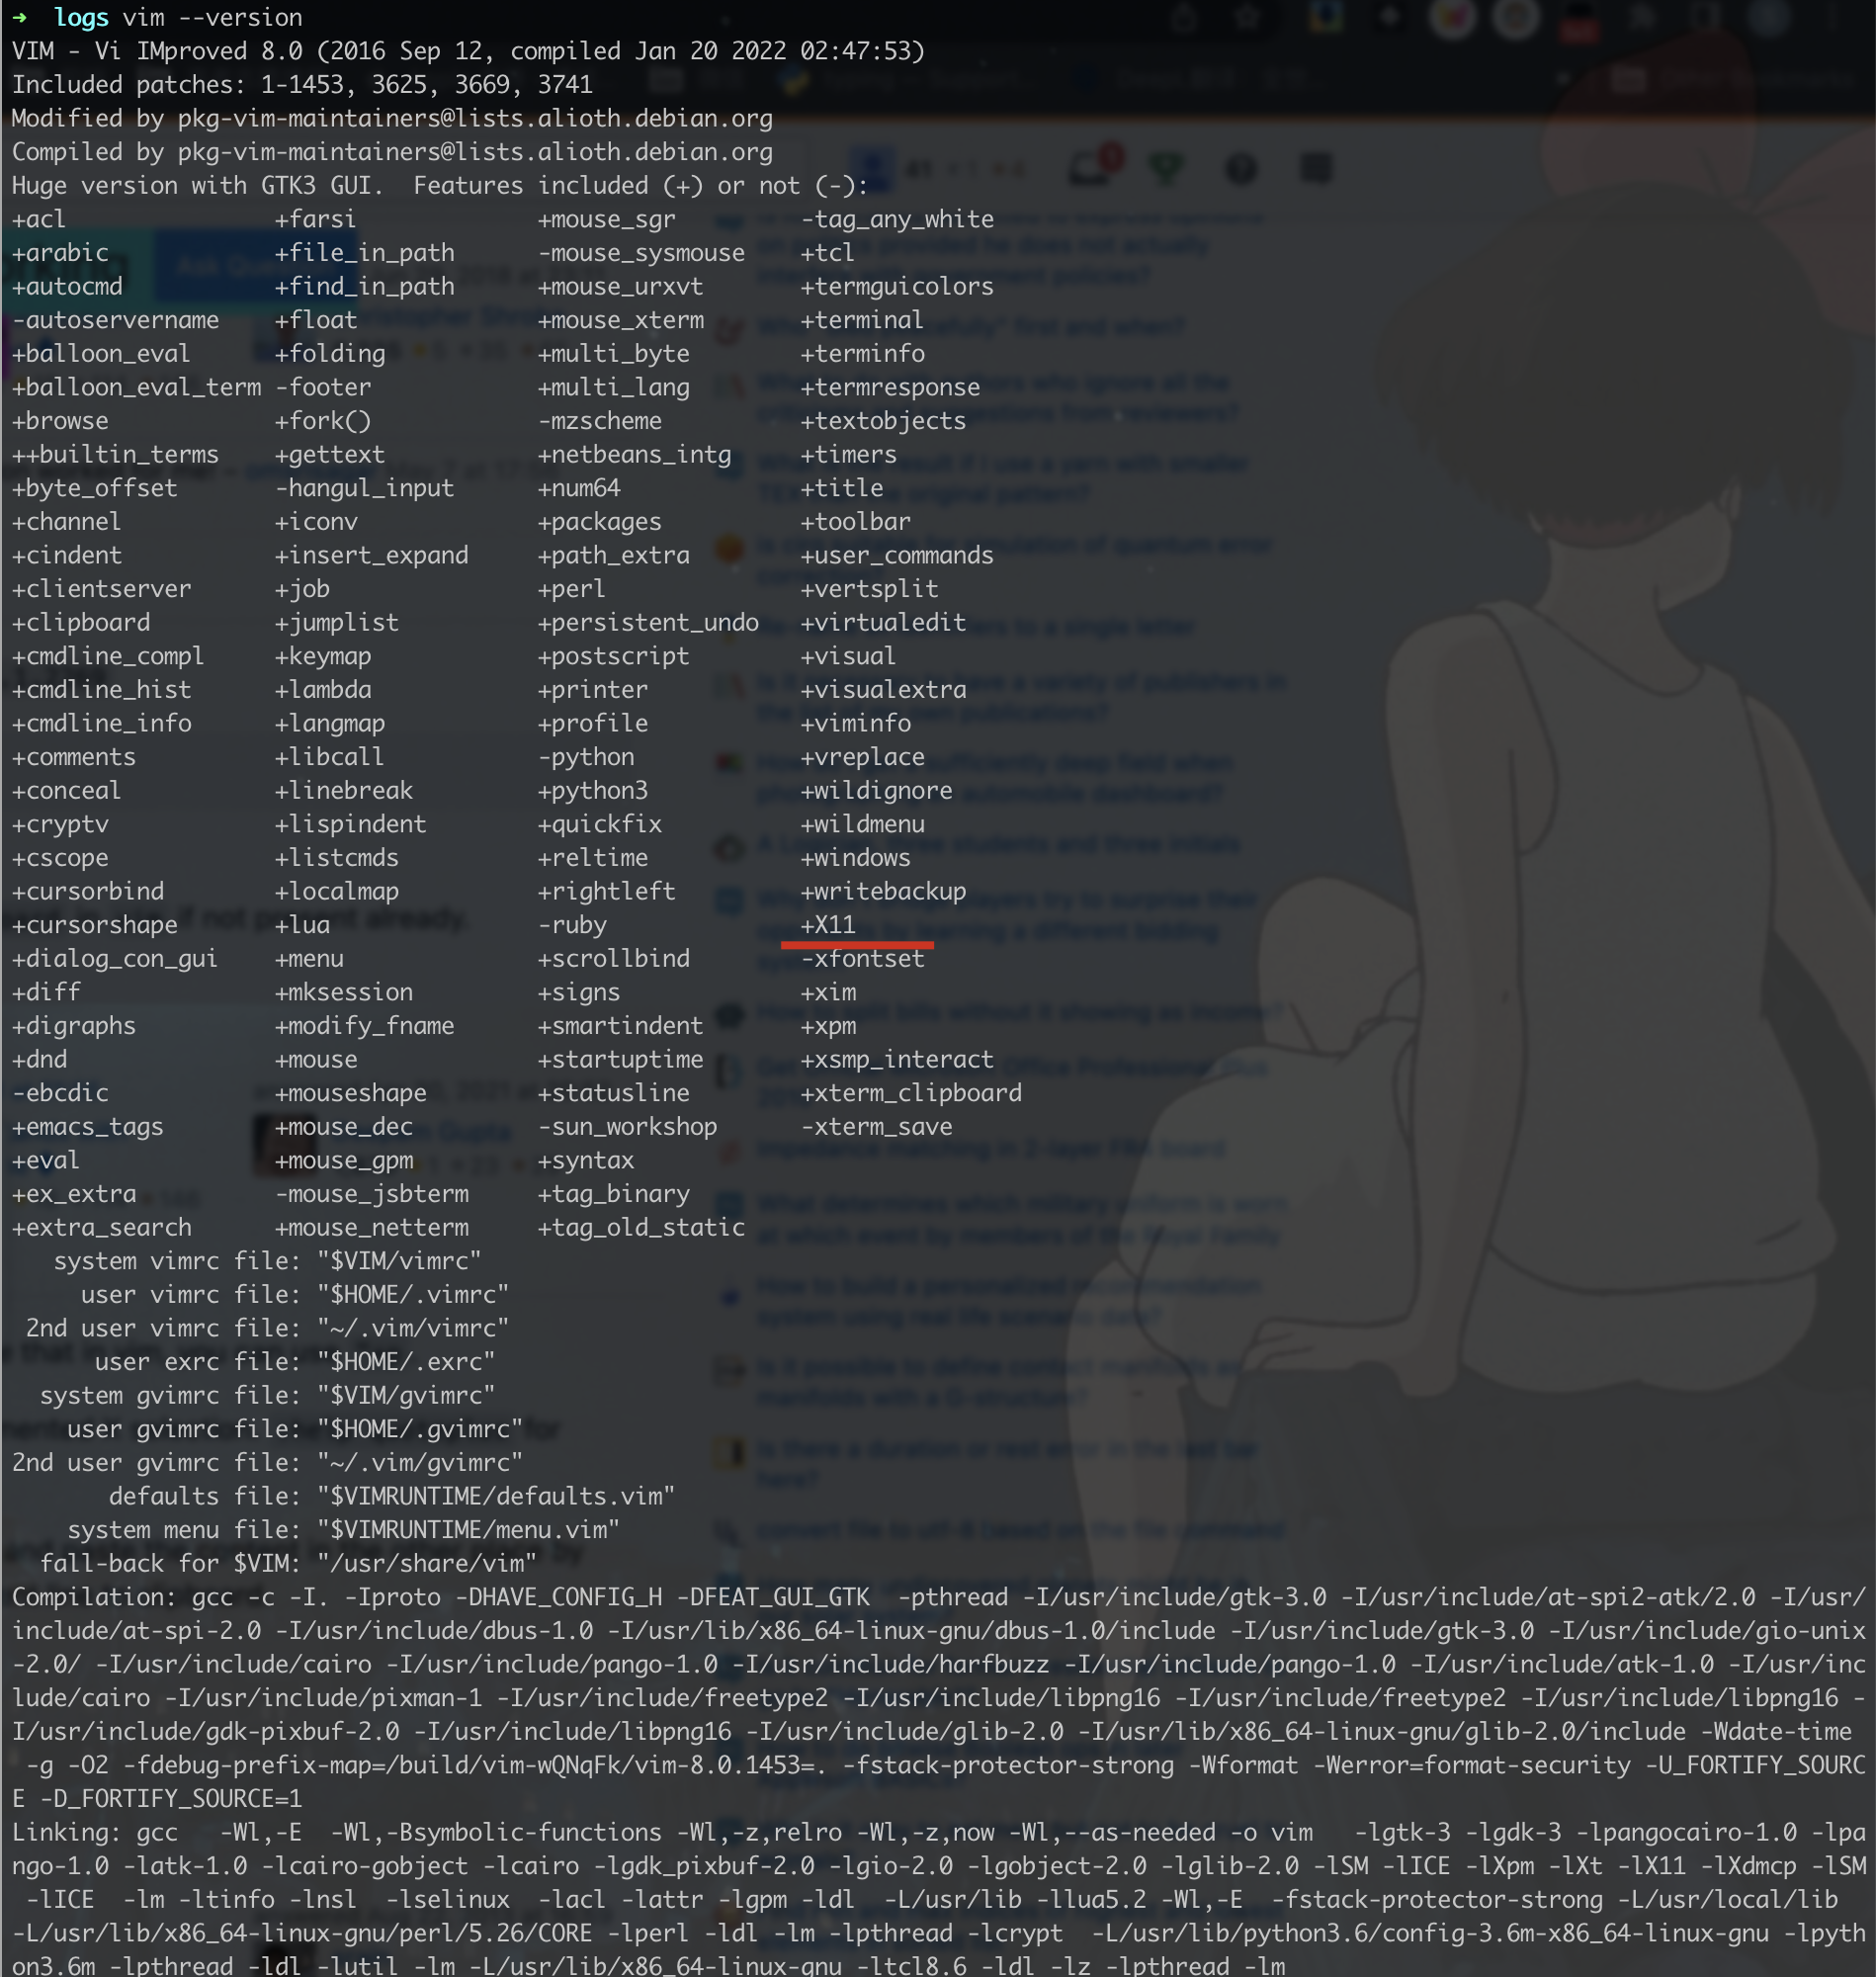 ➜  logs vim --version
VIM - Vi IMproved 8.0 (2016 Sep 12, compiled Jan 20 2022 02:47:53)
Included patches: 1-1453, 3625, 3669, 3741
Modified by pkg-vim-maintainers@lists.alioth.debian.org
Compiled by pkg-vim-maintainers@lists.alioth.debian.org
Huge version with GTK3 GUI.  Features included (+) or not (-):
+acl               +farsi             +mouse_sgr         -tag_any_white
+arabic            +file_in_path      -mouse_sysmouse    +tcl
+autocmd           +find_in_path      +mouse_urxvt       +termguicolors
-autoservername    +float             +mouse_xterm       +terminal
+balloon_eval      +folding           +multi_byte        +terminfo
+balloon_eval_term -footer            +multi_lang        +termresponse
+browse            +fork()            -mzscheme          +textobjects
++builtin_terms    +gettext           +netbeans_intg     +timers
+byte_offset       -hangul_input      +num64             +title
+channel           +iconv             +packages          +toolbar
+cindent           +insert_expand     +path_extra        +user_commands
+clientserver      +job               +perl              +vertsplit
+clipboard         +jumplist          +persistent_undo   +virtualedit
+cmdline_compl     +keymap            +postscript        +visual
+cmdline_hist      +lambda            +printer           +visualextra
+cmdline_info      +langmap           +profile           +viminfo
+comments          +libcall           -python            +vreplace
+conceal           +linebreak         +python3           +wildignore
+cryptv            +lispindent        +quickfix          +wildmenu
+cscope            +listcmds          +reltime           +windows
+cursorbind        +localmap          +rightleft         +writebackup
+cursorshape       +lua               -ruby              +X11
+dialog_con_gui    +menu              +scrollbind        -xfontset
+diff              +mksession         +signs             +xim
+digraphs          +modify_fname      +smartindent       +xpm
+dnd               +mouse             +startuptime       +xsmp_interact
-ebcdic            +mouseshape        +statusline        +xterm_clipboard
+emacs_tags        +mouse_dec         -sun_workshop      -xterm_save
+eval              +mouse_gpm         +syntax
+ex_extra          -mouse_jsbterm     +tag_binary
+extra_search      +mouse_netterm     +tag_old_static
   system vimrc file: "$VIM/vimrc"
     user vimrc file: "$HOME/.vimrc"
 2nd user vimrc file: "~/.vim/vimrc"
      user exrc file: "$HOME/.exrc"
  system gvimrc file: "$VIM/gvimrc"
    user gvimrc file: "$HOME/.gvimrc"
2nd user gvimrc file: "~/.vim/gvimrc"
       defaults file: "$VIMRUNTIME/defaults.vim"
    system menu file: "$VIMRUNTIME/menu.vim"
  fall-back for $VIM: "/usr/share/vim"
Compilation: gcc -c -I. -Iproto -DHAVE_CONFIG_H -DFEAT_GUI_GTK  -pthread -I/usr/include/gtk-3.0 -I/usr/include/at-spi2-atk/2.0 -I/usr/
include/at-spi-2.0 -I/usr/include/dbus-1.0 -I/usr/lib/x86_64-linux-gnu/dbus-1.0/include -I/usr/include/gtk-3.0 -I/usr/include/gio-unix
-2.0/ -I/usr/include/cairo -I/usr/include/pango-1.0 -I/usr/include/harfbuzz -I/usr/include/pango-1.0 -I/usr/include/atk-1.0 -I/usr/inc
lude/cairo -I/usr/include/pixman-1 -I/usr/include/freetype2 -I/usr/include/libpng16 -I/usr/include/freetype2 -I/usr/include/libpng16 -
I/usr/include/gdk-pixbuf-2.0 -I/usr/include/libpng16 -I/usr/include/glib-2.0 -I/usr/lib/x86_64-linux-gnu/glib-2.0/include -Wdate-time
 -g -O2 -fdebug-prefix-map=/build/vim-wQNqFk/vim-8.0.1453=. -fstack-protector-strong -Wformat -Werror=format-security -U_FORTIFY_SOURC
E -D_FORTIFY_SOURCE=1
Linking: gcc   -Wl,-E  -Wl,-Bsymbolic-functions -Wl,-z,relro -Wl,-z,now -Wl,--as-needed -o vim   -lgtk-3 -lgdk-3 -lpangocairo-1.0 -lpa
ngo-1.0 -latk-1.0 -lcairo-gobject -lcairo -lgdk_pixbuf-2.0 -lgio-2.0 -lgobject-2.0 -lglib-2.0 -lSM -lICE -lXpm -lXt -lX11 -lXdmcp -lSM
 -lICE  -lm -ltinfo -lnsl  -lselinux  -lacl -lattr -lgpm -ldl  -L/usr/lib -llua5.2 -Wl,-E  -fstack-protector-strong -L/usr/local/lib
-L/usr/lib/x86_64-linux-gnu/perl/5.26/CORE -lperl -ldl -lm -lpthread -lcrypt  -L/usr/lib/python3.6/config-3.6m-x86_64-linux-gnu -lpyth
on3.6m -lpthread -ldl -lutil -lm -L/usr/lib/x86_64-linux-gnu -ltcl8.6 -ldl -lz -lpthread -lm